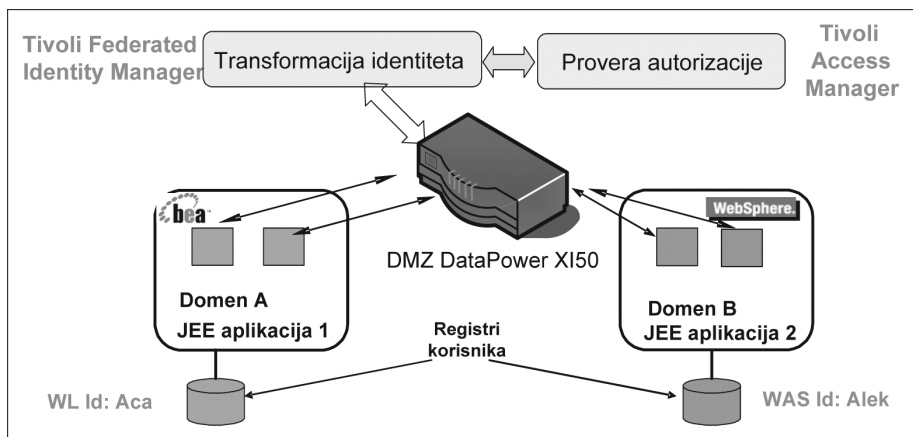 Tivoli Federated
Identity Manager
Transformacija identiteta
Provera autorizacije
Tivoli
Access
Manager
bea
WebSphere.
DMZ DataPower XI50
Domen A
JEE aplikacija 1
Domen B
JEE aplikacija 2
Registri
korisnika
WL Id: Aca
WAS Id: Alek